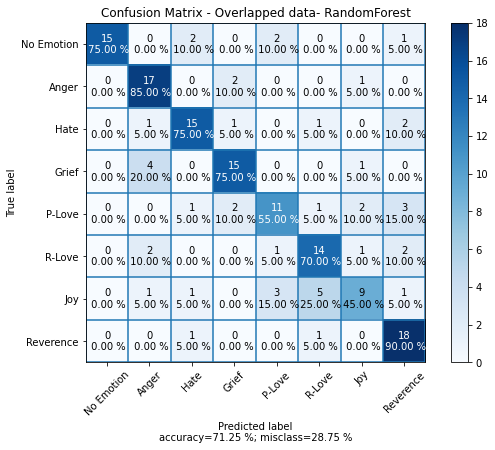 Confusion Matrix - Overlapped data- RandomForest
No Emotion 15 0 2 0 2 0 0 1
75.00 % 0.00 % 10.00 % 0.00 % 10.00 % 0.00 % 0.00 % 5.00 %
Anger 0 17 0 2 0 0 1 0
0.00 % 85.00 % 0.00 % 10.00 % 0.00 % 0.00 % 5.00 % 0.00 %
Hate 0 1 15 1 0 1 0 2
0.00 % 5.00 % 75.00 % 5.00 % 0.00 % 5.00 % 0.00 % 10.00 %
Grief 0 4 0 15 0 0 1 0
0.00 % 20.00 % 0.00 % 75.00 % 0.00 % 0.00 % 5.00 % 0.00 %
P-Love 0 0 1 2 11 1 2 3
0.00 % 0.00 % 5.00 % 10.00 % 55.00 % 5.00 % 10.00 % 15.00 %
R-Love 0 2 0 0 1 14 1 2
0.00 % 10.00 % 0.00 % 0.00 % 5.00 % 70.00 % 5.00 % 10.00 %
Joy 0 1 1 0 3 5 9 1
0.00 % 5.00 % 5.00 % 0.00 % 15.00 % 25.00 % 45.00 % 5.00 %
Reverence 0 0 1 0 0 1 0 18
0.00 % 0.00 % 5.00 % 0.00 % 0.00 % 5.00 % 0.00 % 90.00 %
True label
No Emotion Anger Hate Grief P-Love R-Love Joy Reverence
Predicted label
accuracy=71.25 %; misclass=28.75 %
18
16
14
12
10
8
6
4
2
0